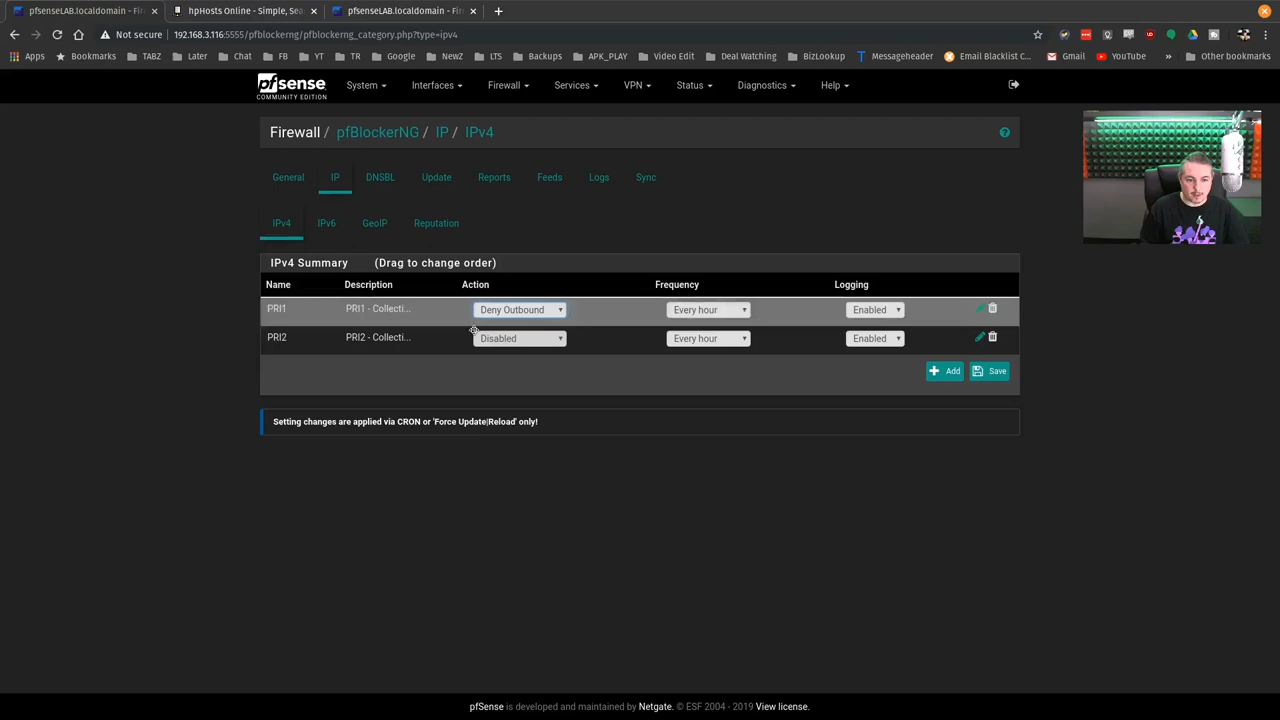 pfsenseLAB.localdomain - Fir
hpHosts Online - Simple, Sea
pfsenseLAB.localdomain - Fir
Not secure
192.168.3.116:5555/pfblockerng/pfblockerng_category.php?type=ipv4
Apps
Bookmarks
TABZ
Later
Chat
FB
YT
TR
Google
NewZ
LTS
Backups
APK_PLAY
Video Edit
Deal Watching
BizLookup
Messageheader
Email Blacklist C
Gmail
YouTube
»
Other bookmarks
pfsense
COMMUNITY EDITION
System
Interfaces
Firewall
Services
VPN
Status
Diagnostics
Help
Firewall / pfBlockerNG / IP / IPv4
General
IP
DNSBL
Update
Reports
Feeds
Logs
Sync
IPv4
IPv6
GeoIP
Reputation
IPv4 Summary (Drag to change order)
Name Description Action Frequency Logging
PRI1 PRI1 - Collecti... Deny Outbound Every hour Enabled
PRI2 PRI2 - Collecti... Disabled Every hour Enabled
Add
Save
Setting changes are applied via CRON or 'Force Update|Reload' only!
pfSense is developed and maintained by Netgate. © ESF 2004 - 2019 View license.